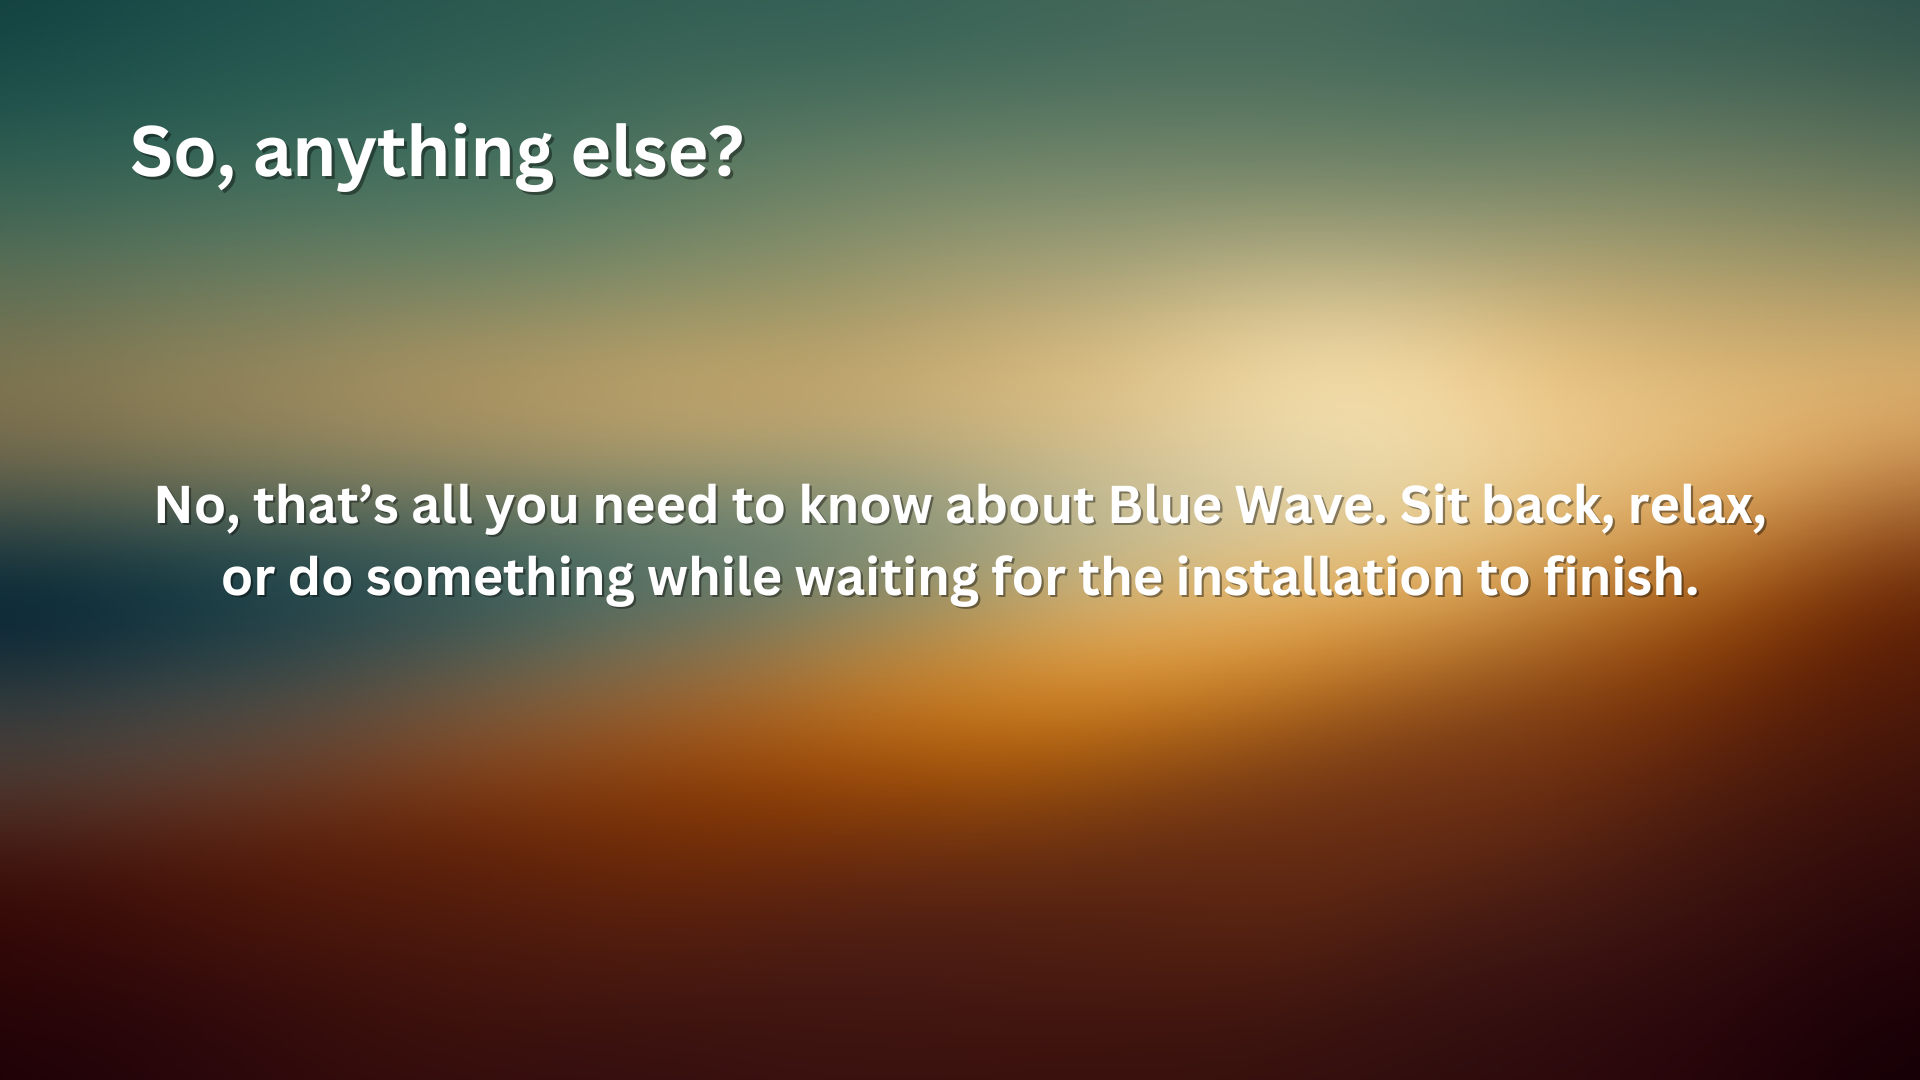 So, anything else?
No, that’s all you need to know about Blue Wave. Sit back, relax,
or do something while waiting for the installation to finish.